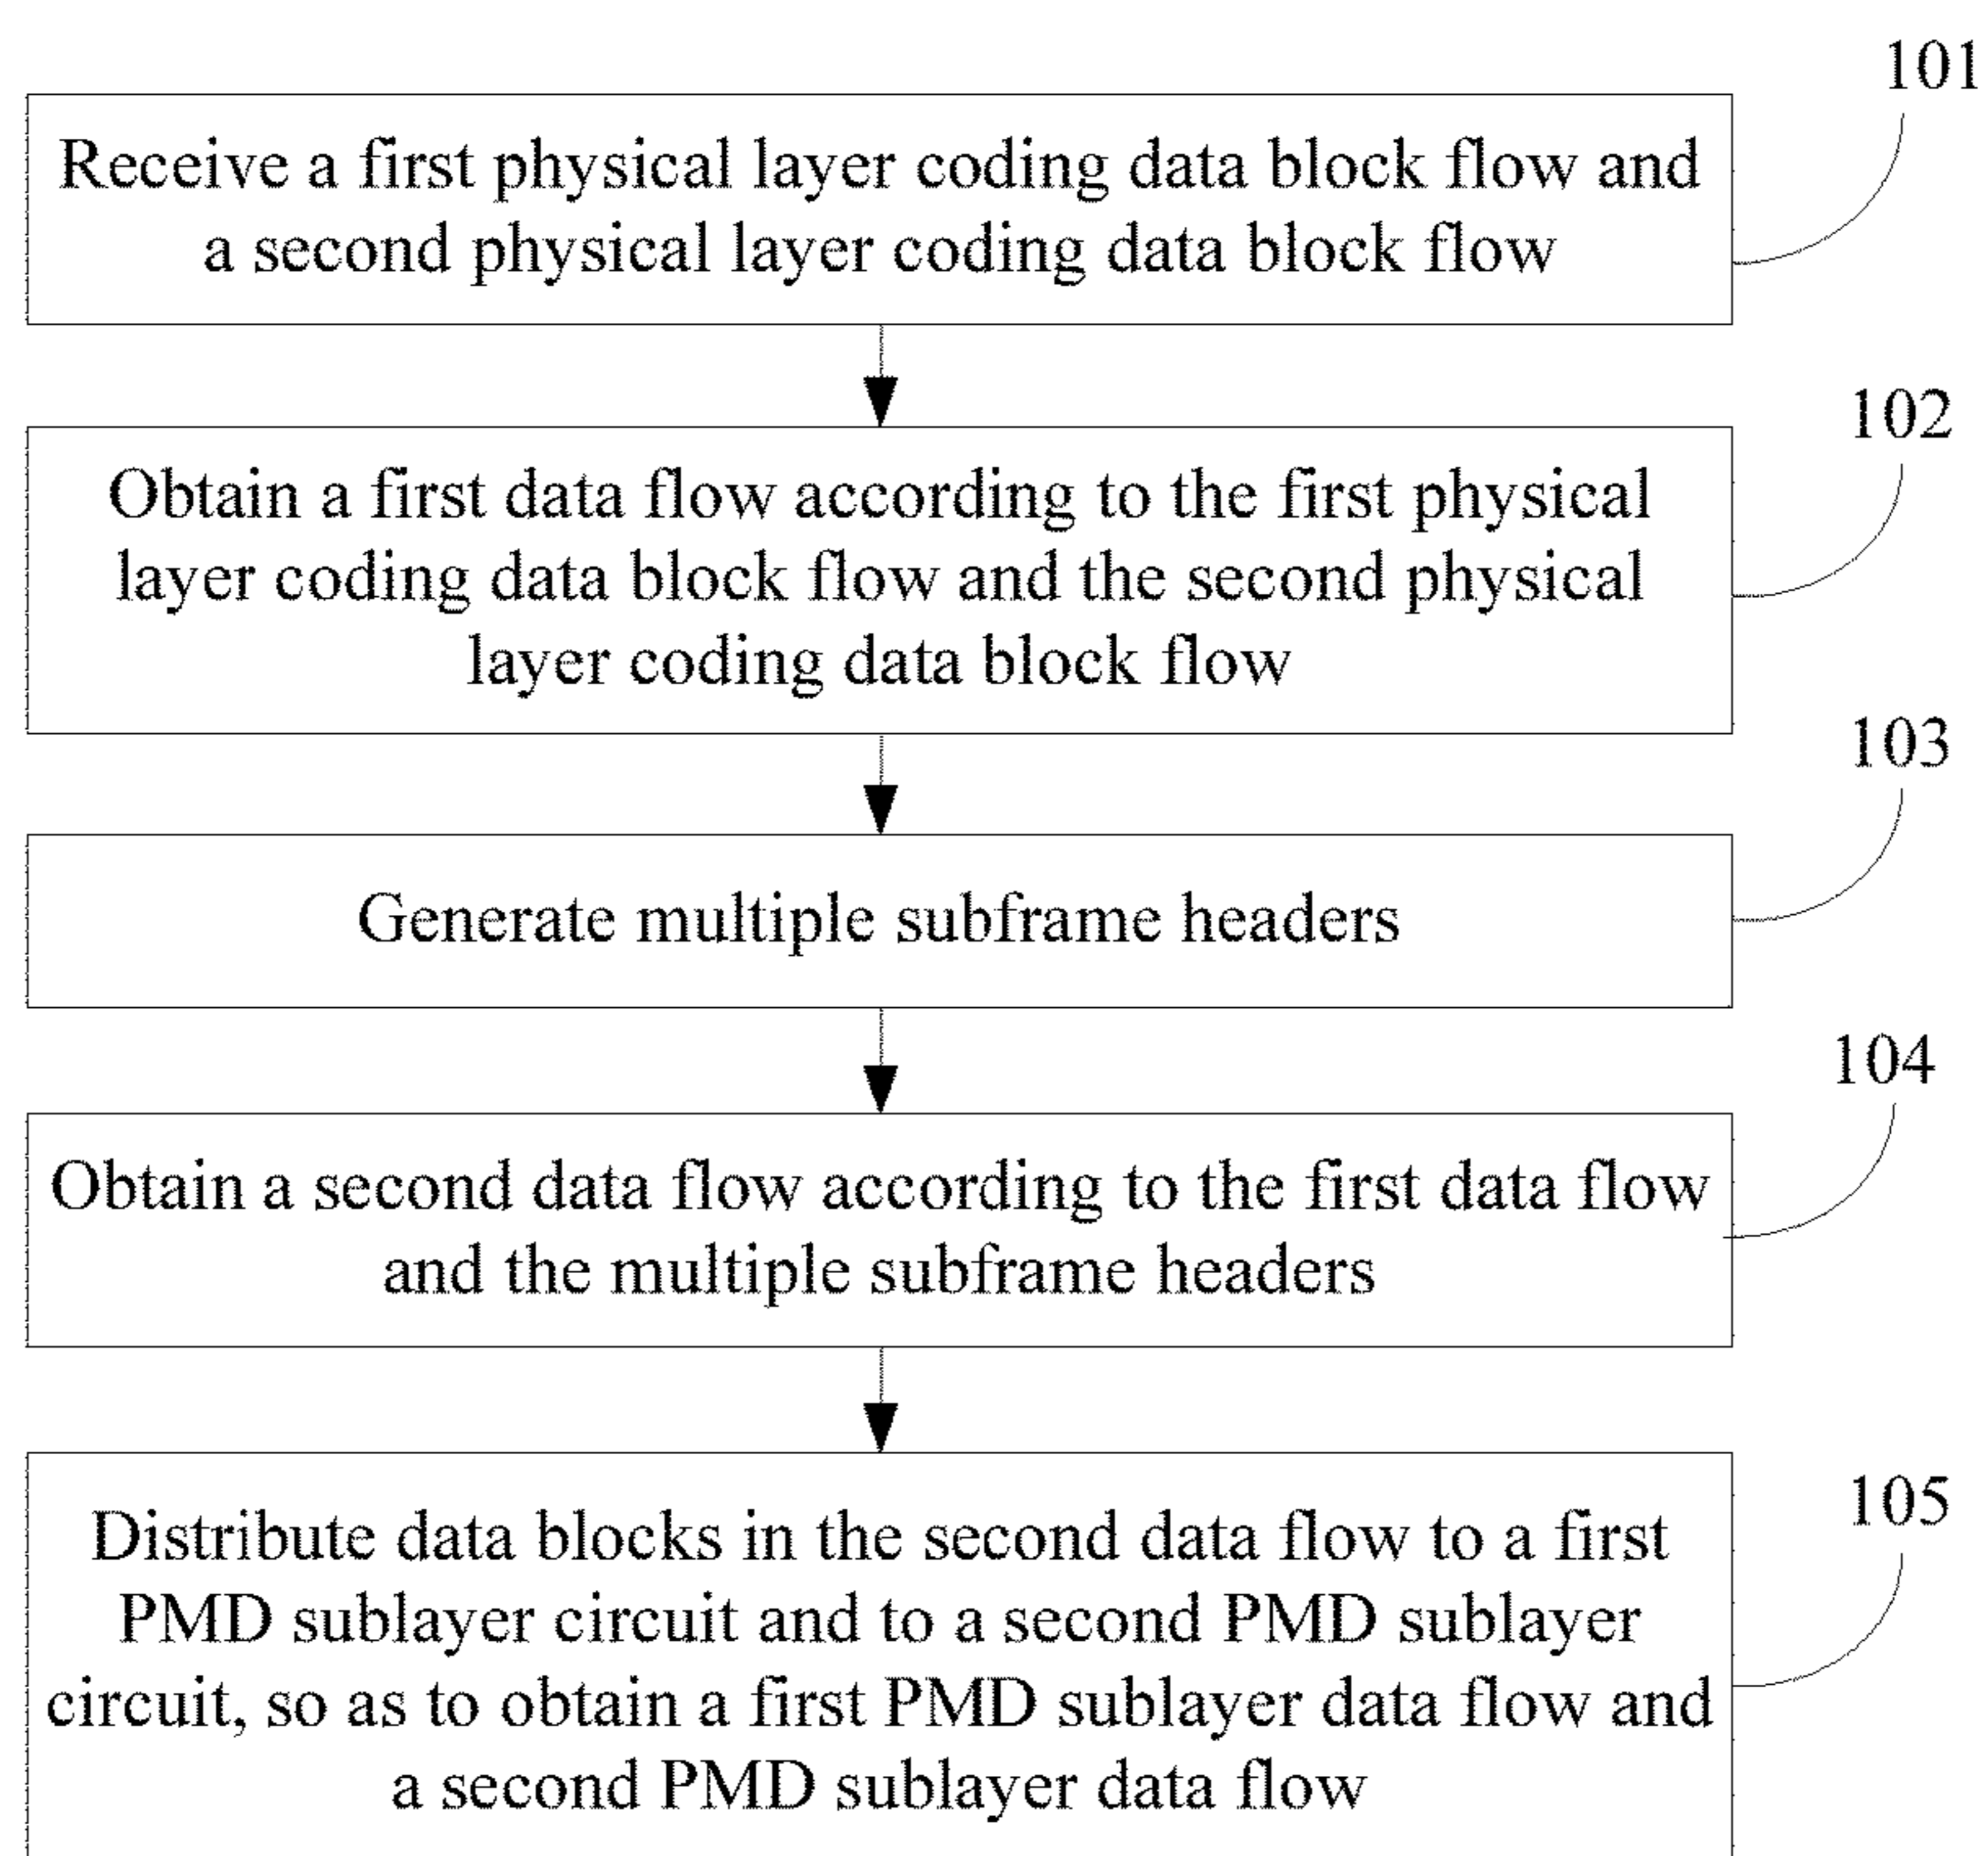 101
Receive a first physical layer coding data block flow and
a second physical layer coding data block flow
102
Obtain a first data flow according to the first physical
layer coding data block flow and the second physical
layer coding data block flow
103
Generate multiple subframe headers
104
Obtain a second data flow according to the first data flow
and the multiple subframe headers
105
Distribute data blocks in the second data flow to a first
PMD sublayer circuit and to a second PMD sublayer
circuit, so as to obtain a first PMD sublayer data flow and
a second PMD sublayer data flow